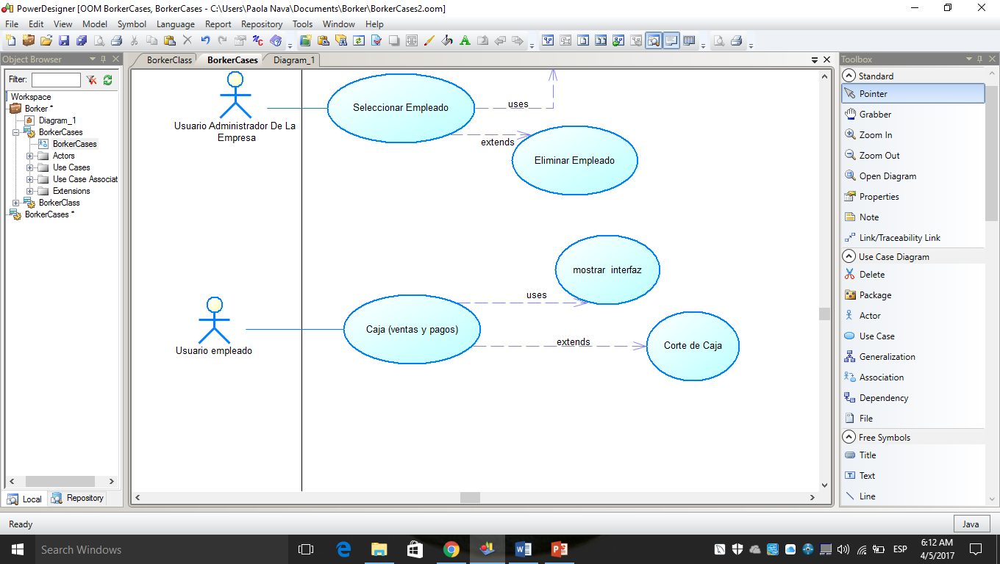 PowerDesigner [OOM BorkerCases, BorkerCases - C:\Users\Paola Nava\Documents\Borker\BorkerCases2.oom]
File Edit View Model Symbol Language Report Repository Tools Window Help
Object Browser
Filter:
Workspace
Borker *
Diagram_1
BorkerCases
BorkerCases
Actors
Use Cases
Use Case Associat
Extensions
BorkerClass
BorkerCases *
Local Repository
BorkerClass BorkerCases Diagram_1
Usuario Administrador De La
Empresa
Seleccionar Empleado
uses
extends
Eliminar Empleado
mostrar interfaz
uses
Usuario empleado
Caja (ventas y pagos)
extends
Corte de Caja
Toolbox
Standard
Pointer
Grabber
Zoom In
Zoom Out
Open Diagram
Properties
Note
Link/Traceability Link
Use Case Diagram
Delete
Package
Actor
Use Case
Generalization
Association
Dependency
File
Free Symbols
Title
Text
Line
Ready
Java
Search Windows
ESP
6:12 AM
4/5/2017